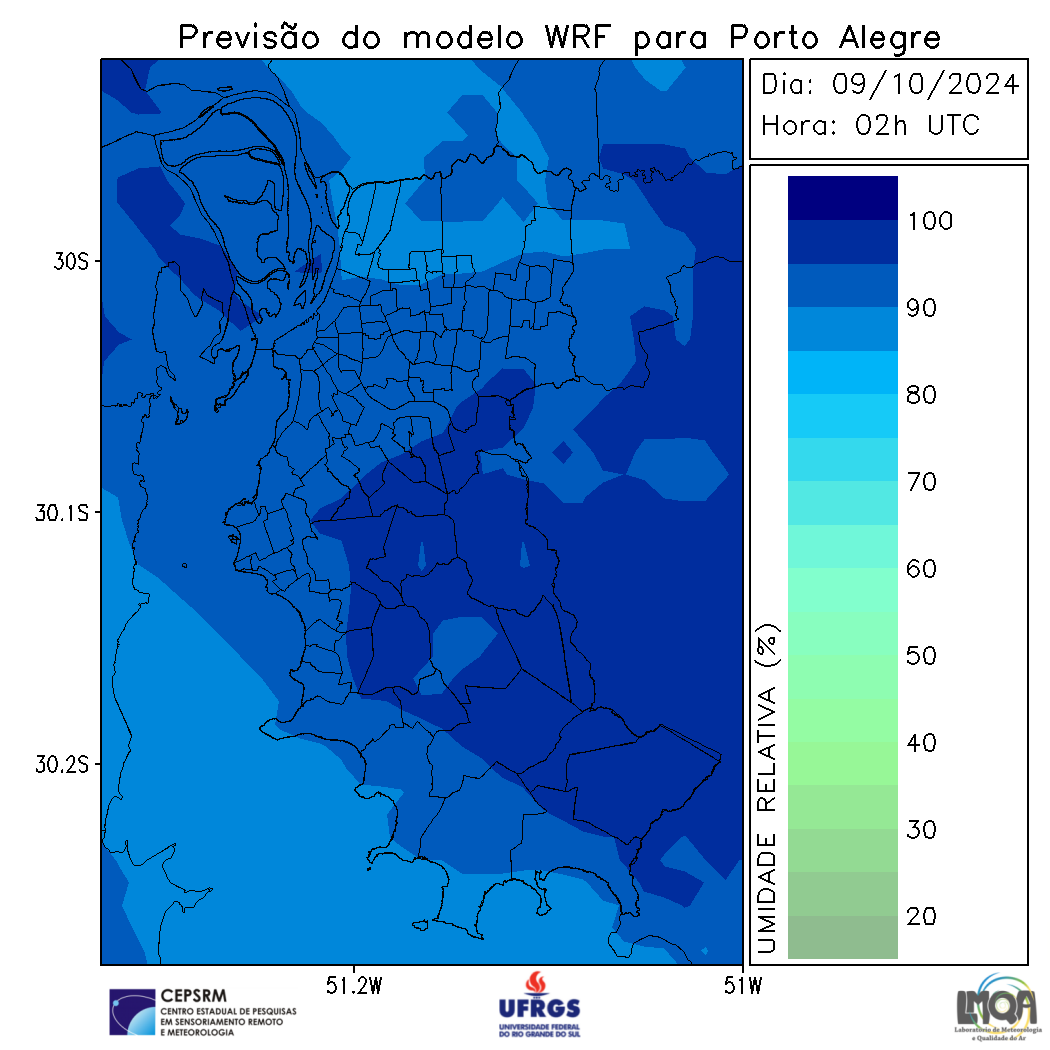 Previsão do modelo WRF para Porto Alegre
Dia: 09/10/2024
Hora: 02h UTC
30S
30.1S
30.2S
51.2W
51W
100
90
80
70
60
50
40
30
20
UMIDADE RELATIVA (%)
CEPSRM
CENTRO ESTADUAL DE PESQUISAS
EM SENSORIAMENTO REMOTO
E METEOROLOGIA
UFRGS
UNIVERSIDADE FEDERAL
DO RIO GRANDE DO SUL
LMQA
Laboratório de Meteorologia
e Qualidade do Ar